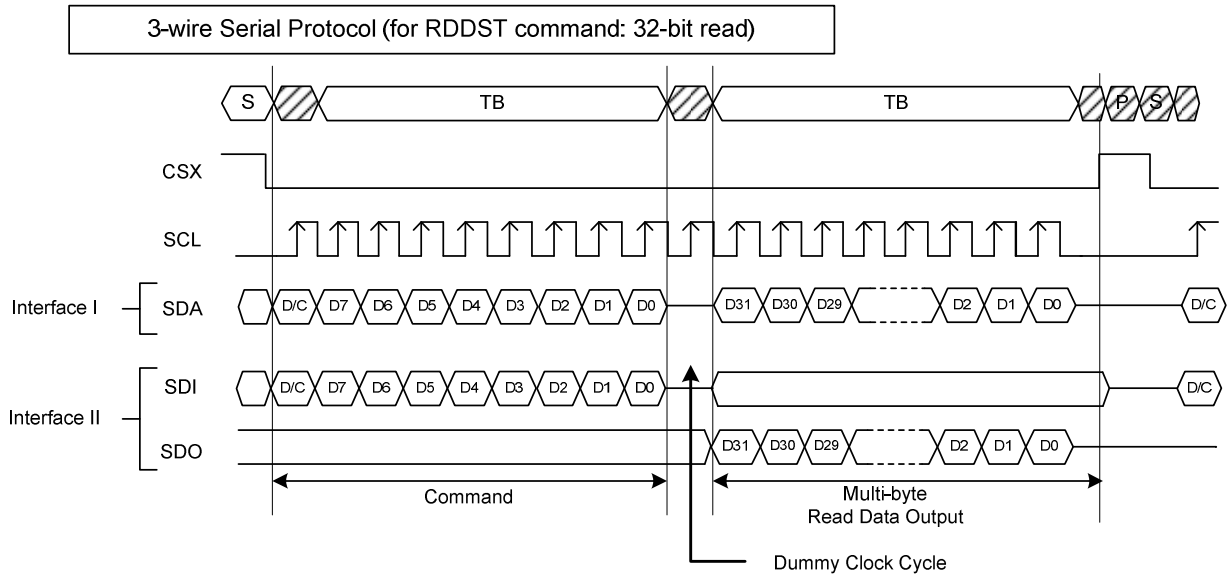 3-wire Serial Protocol (for RDDST command: 32-bit read)
S TB TB P S
CSX
SCL
Interface I SDA D/C D7 D6 D5 D4 D3 D2 D1 D0 D31 D30 D29 D2 D1 D0 D/C
SDI D/C D7 D6 D5 D4 D3 D2 D1 D0 D/C
Interface II
SDO D31 D30 D29 D2 D1 D0
Command Multi-byte
Read Data Output
Dummy Clock Cycle